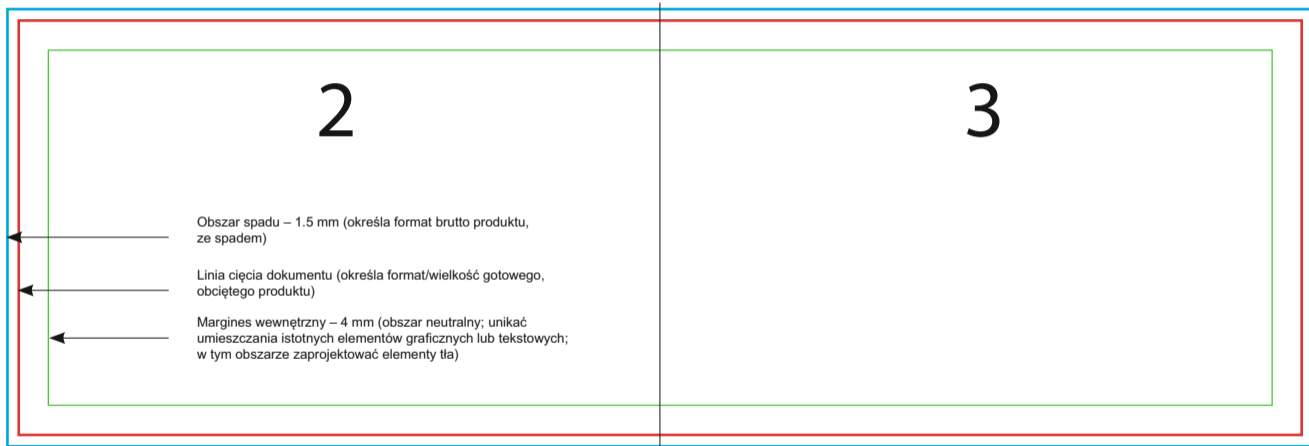 2
3
Obszar spadu – 1.5 mm (określa format brutto produktu,
ze spadem)
Linia cięcia dokumentu (określa format/wielkość gotowego,
obciętego produktu)
Margines wewnętrzny – 4 mm (obszar neutralny; unikać
umieszczania istotnych elementów graficznych lub tekstowych;
w tym obszarze zaprojektować elementy tła)